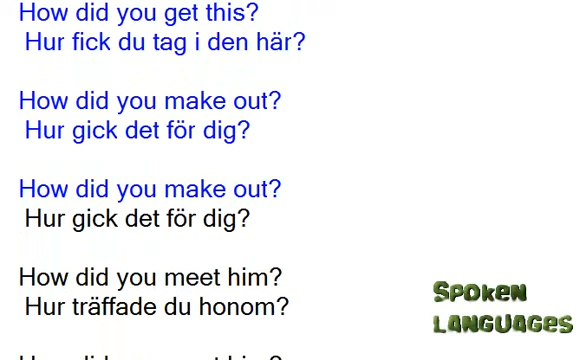 How did you get this?
Hur fick du tag i den här?
How did you make out?
Hur gick det för dig?
How did you make out?
Hur gick det för dig?
How did you meet him?
Hur träffade du honom?
SPOKEN
LANGUAGES